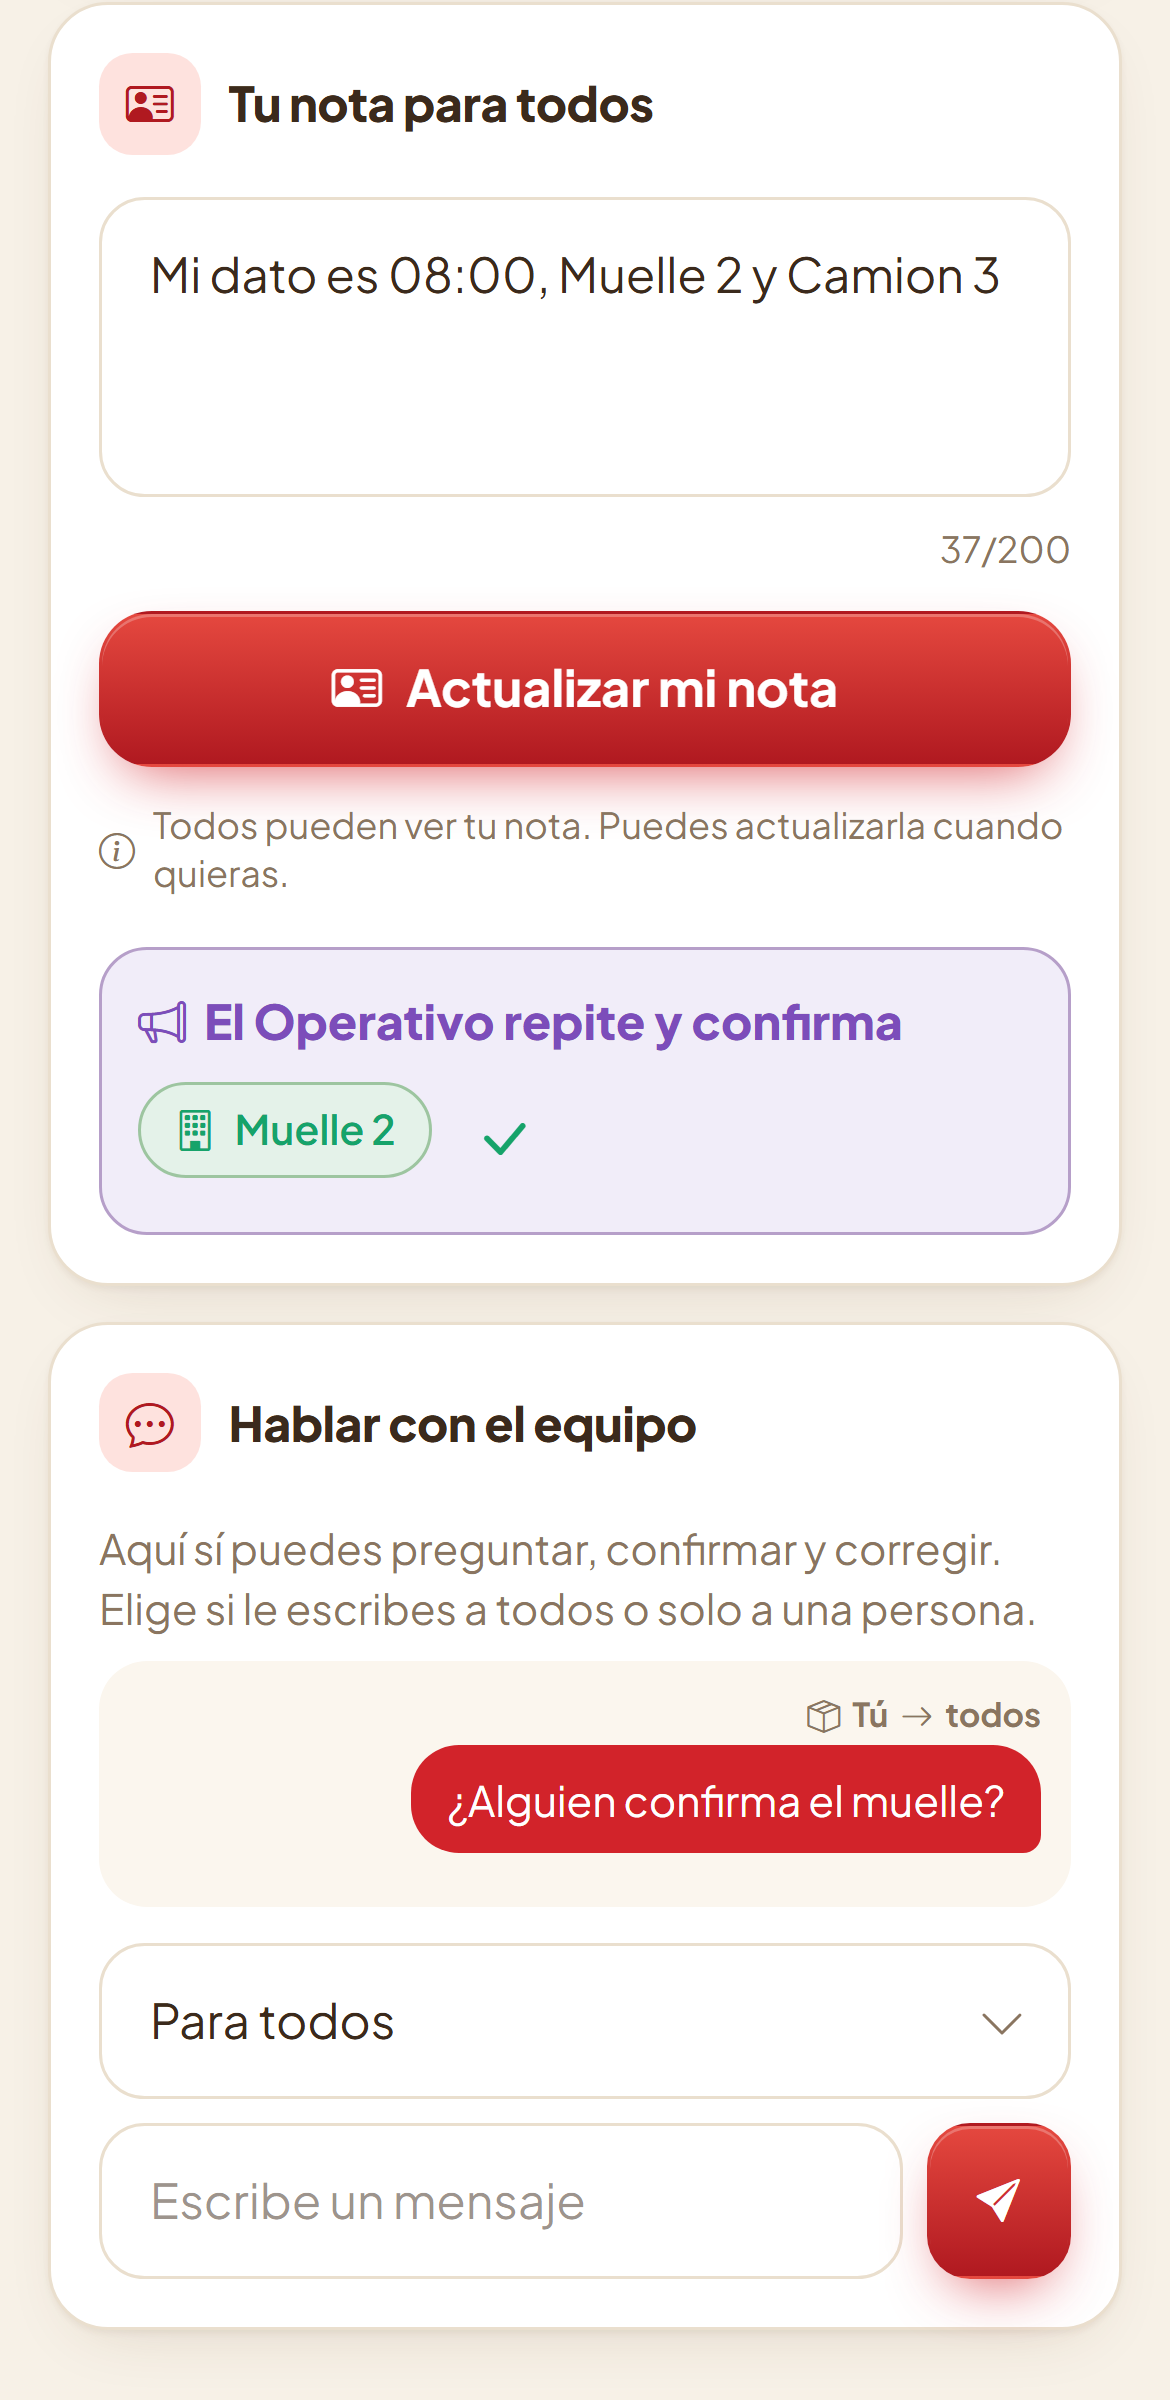 Tu nota para todos
Mi dato es 08:00, Muelle 2 y Camion 3
37/200
Actualizar mi nota
Todos pueden ver tu nota. Puedes actualizarla cuando
quieras.
El Operativo repite y confirma
Muelle 2
Hablar con el equipo
Aquí sí puedes preguntar, confirmar y corregir.
Elige si le escribes a todos o solo a una persona.
Tú → todos
¿Alguien confirma el muelle?
Para todos
Escribe un mensaje